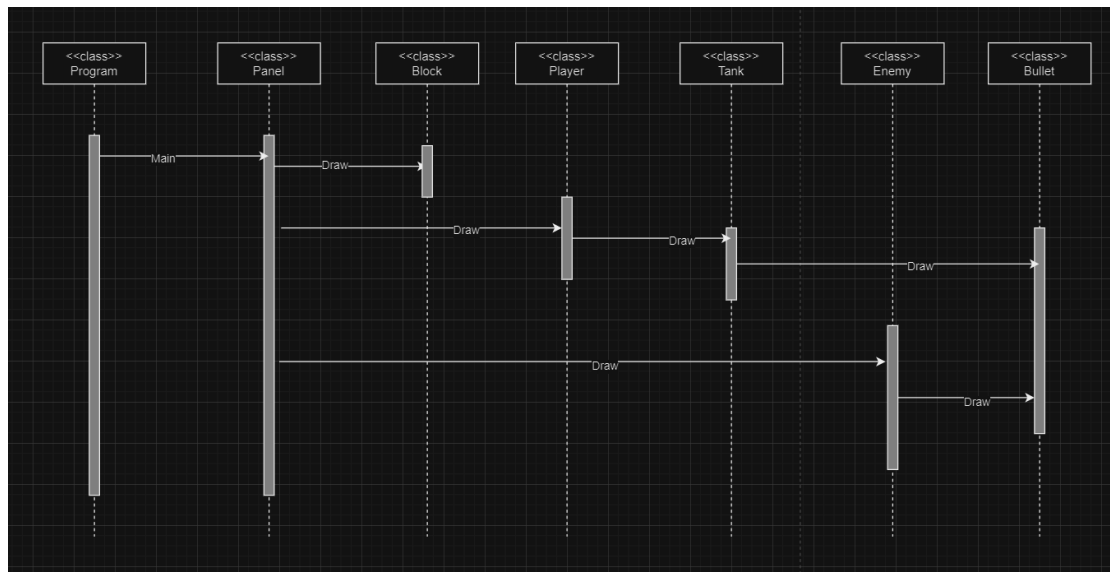 <<class>>
Program
<<class>>
Panel
<<class>>
Block
<<class>>
Player
<<class>>
Tank
<<class>>
Enemy
<<class>>
Bullet
Main
Draw
Draw
Draw
Draw
Draw
Draw